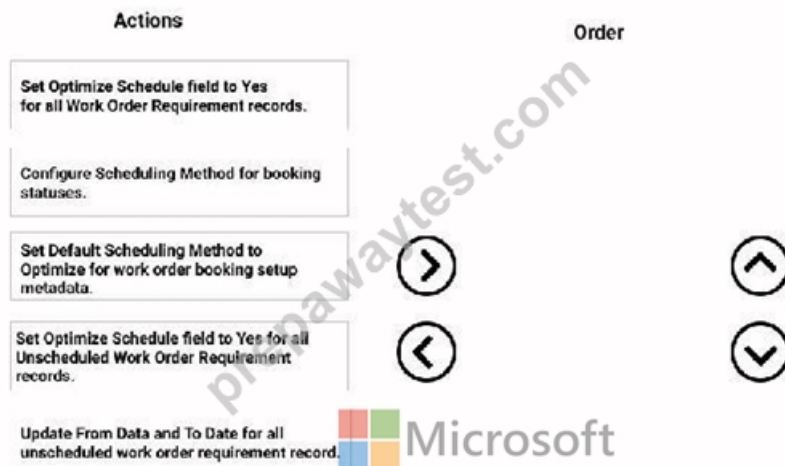 Actions
Order
Set Optimize Schedule field to Yes
for all Work Order Requirement records.
Configure Scheduling Method for booking
statuses.
Set Default Scheduling Method to
Optimize for work order booking setup
metadata.
Set Optimize Schedule field to Yes for all
Unscheduled Work Order Requirement
records.
Update From Data and To Date for all
unscheduled work order requirement record.
Microsoft
prepawaytest.com